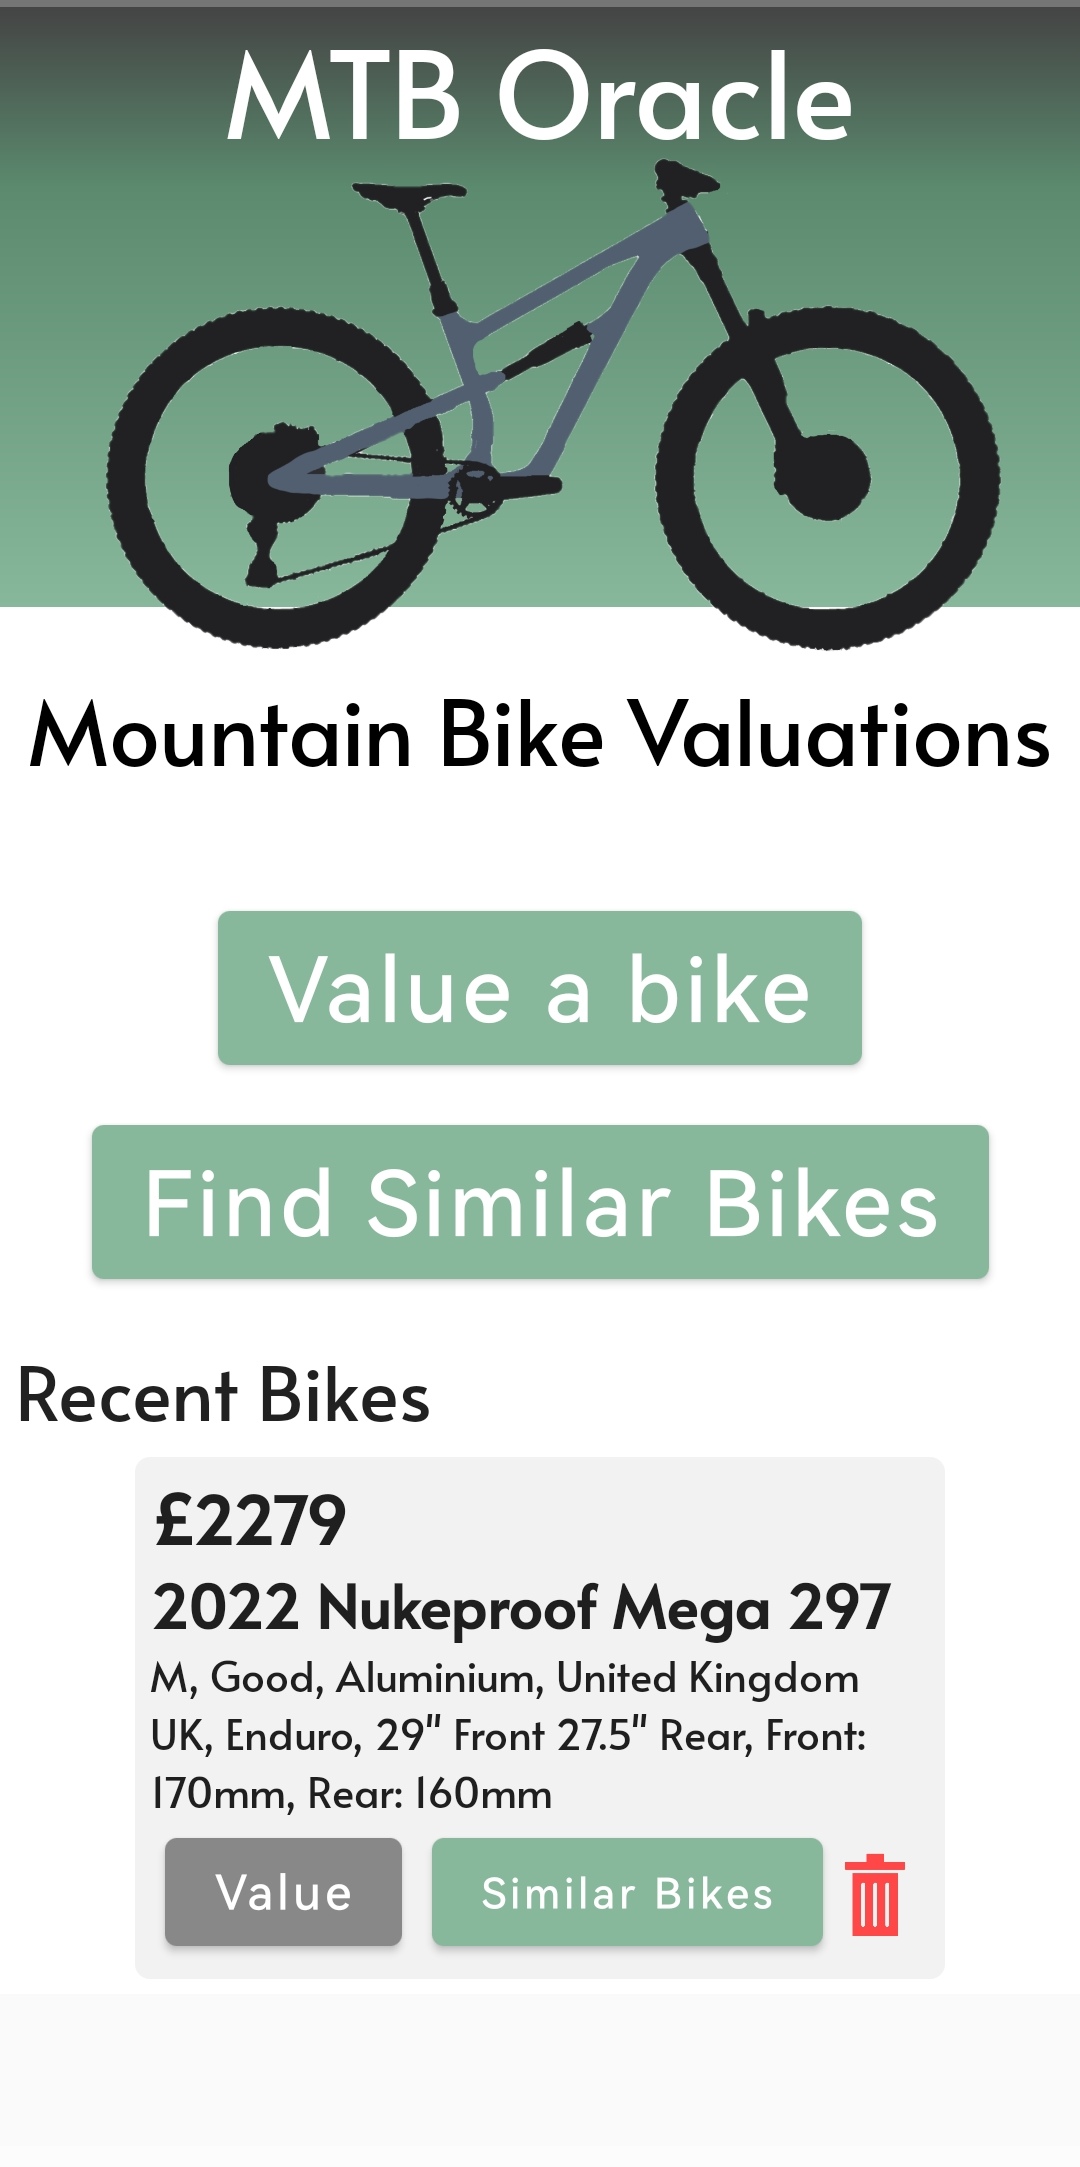 MTB Oracle
Mountain Bike Valuations
Value a bike
Find Similar Bikes
Recent Bikes
£2279
2022 Nukeproof Mega 297
M, Good, Aluminium, United Kingdom
UK, Enduro, 29" Front 27.5" Rear, Front:
170mm, Rear: 160mm
Value
Similar Bikes